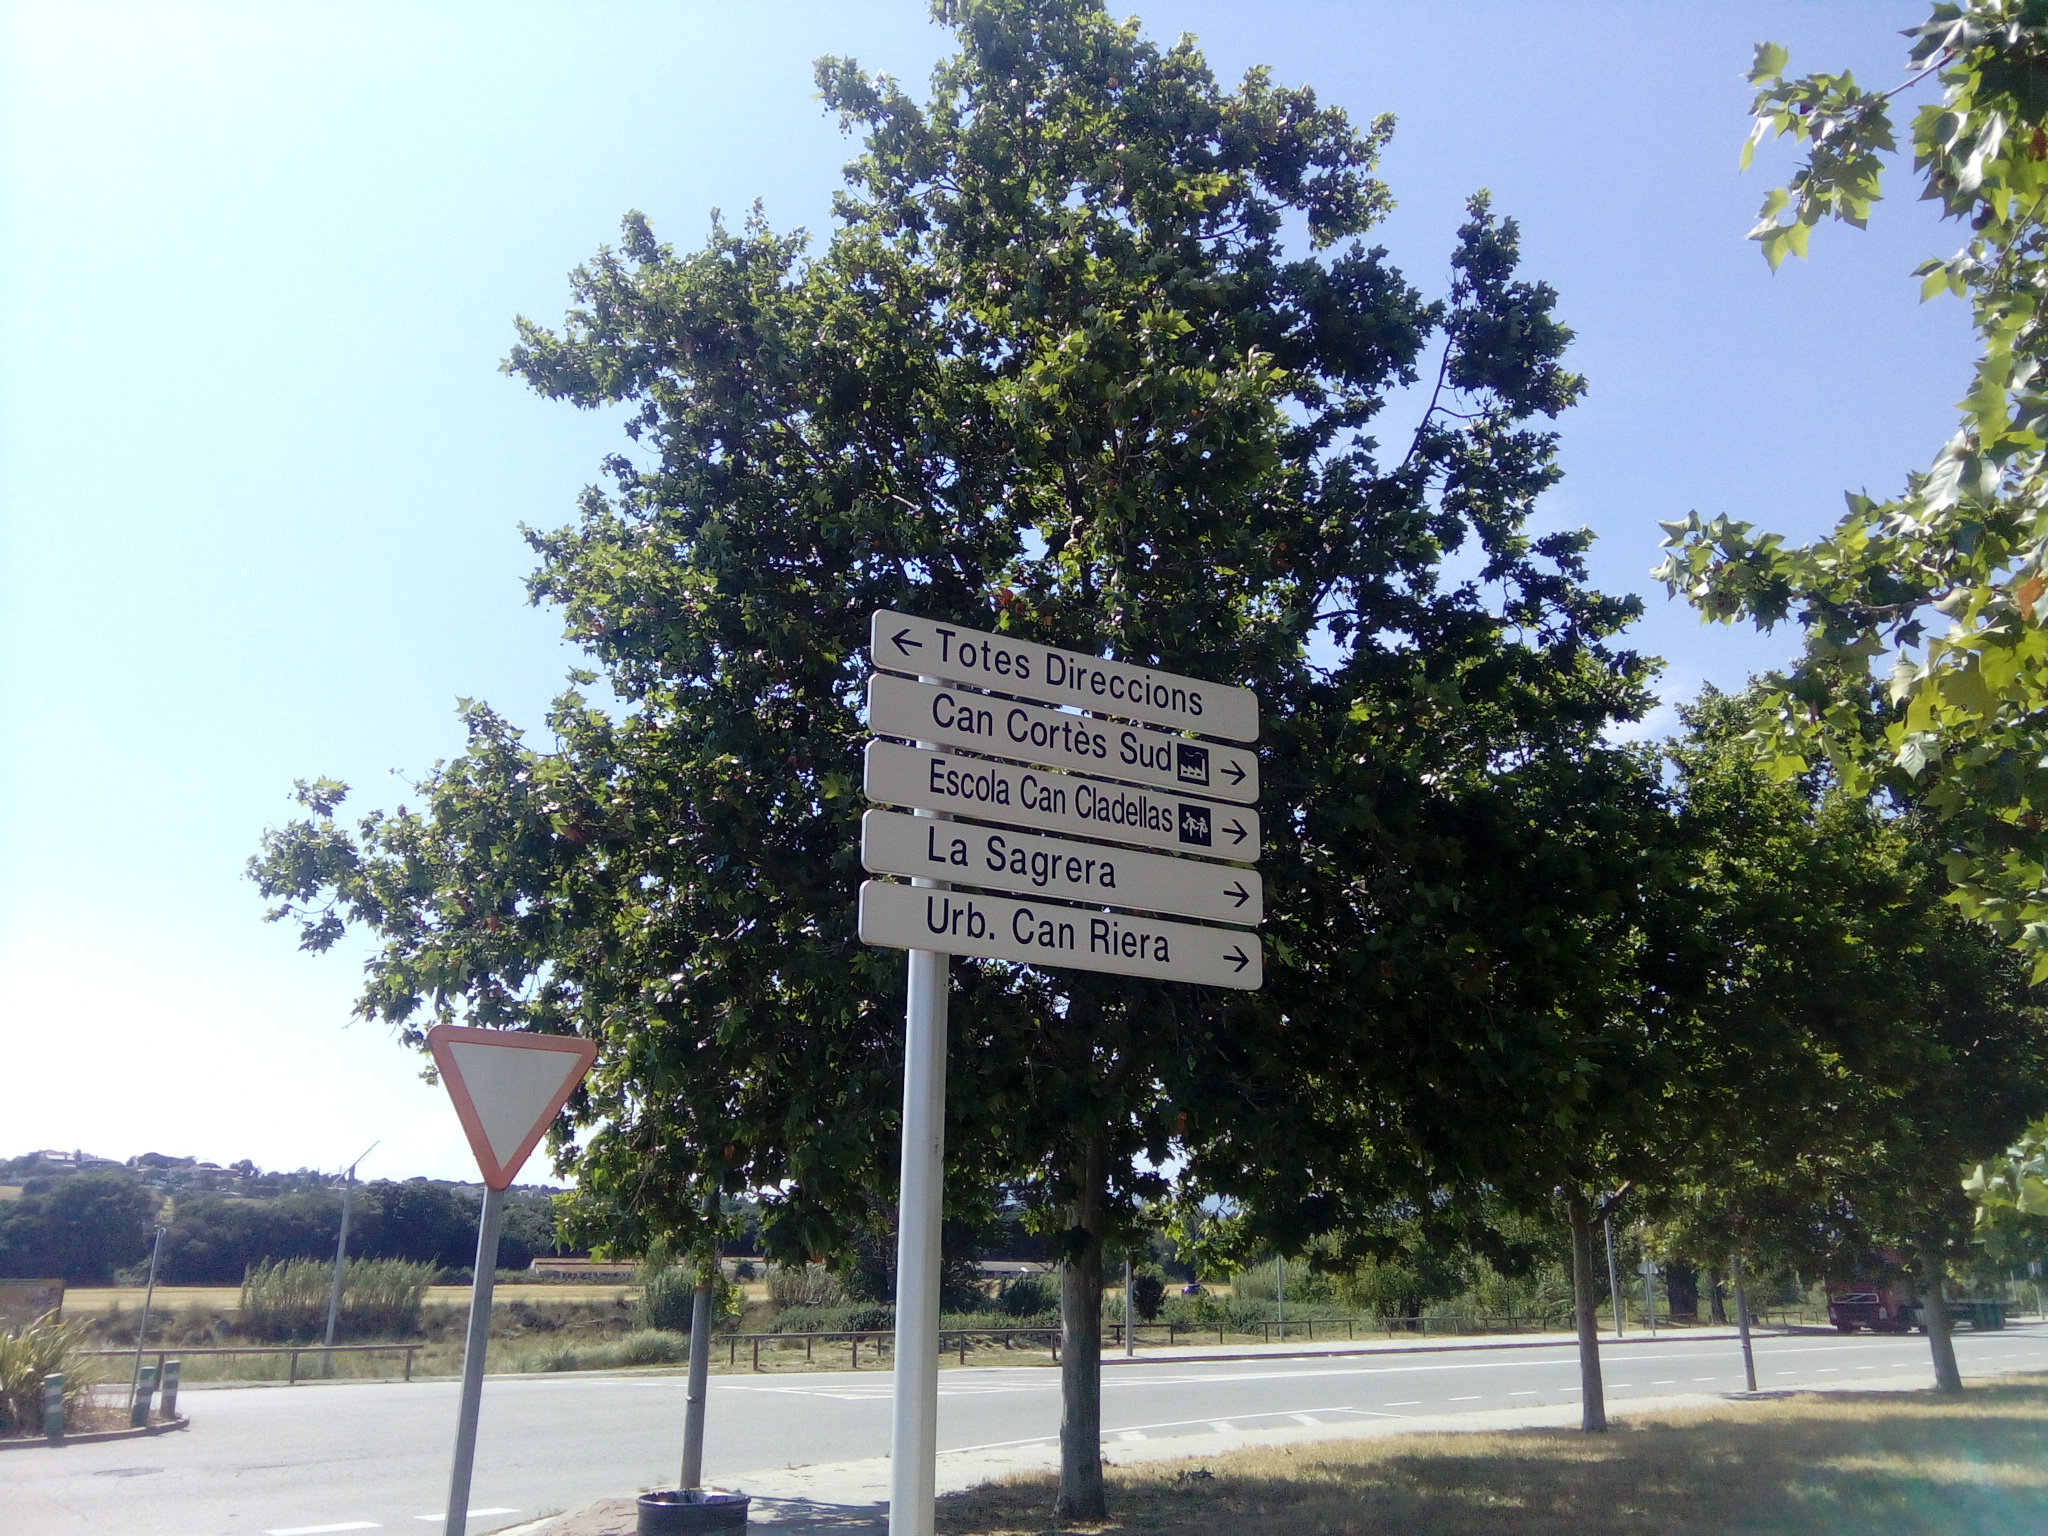 Totes Direccions
Can Cortès Sud
Escola Can Cladellas
La Sagrera
Urb. Can Riera